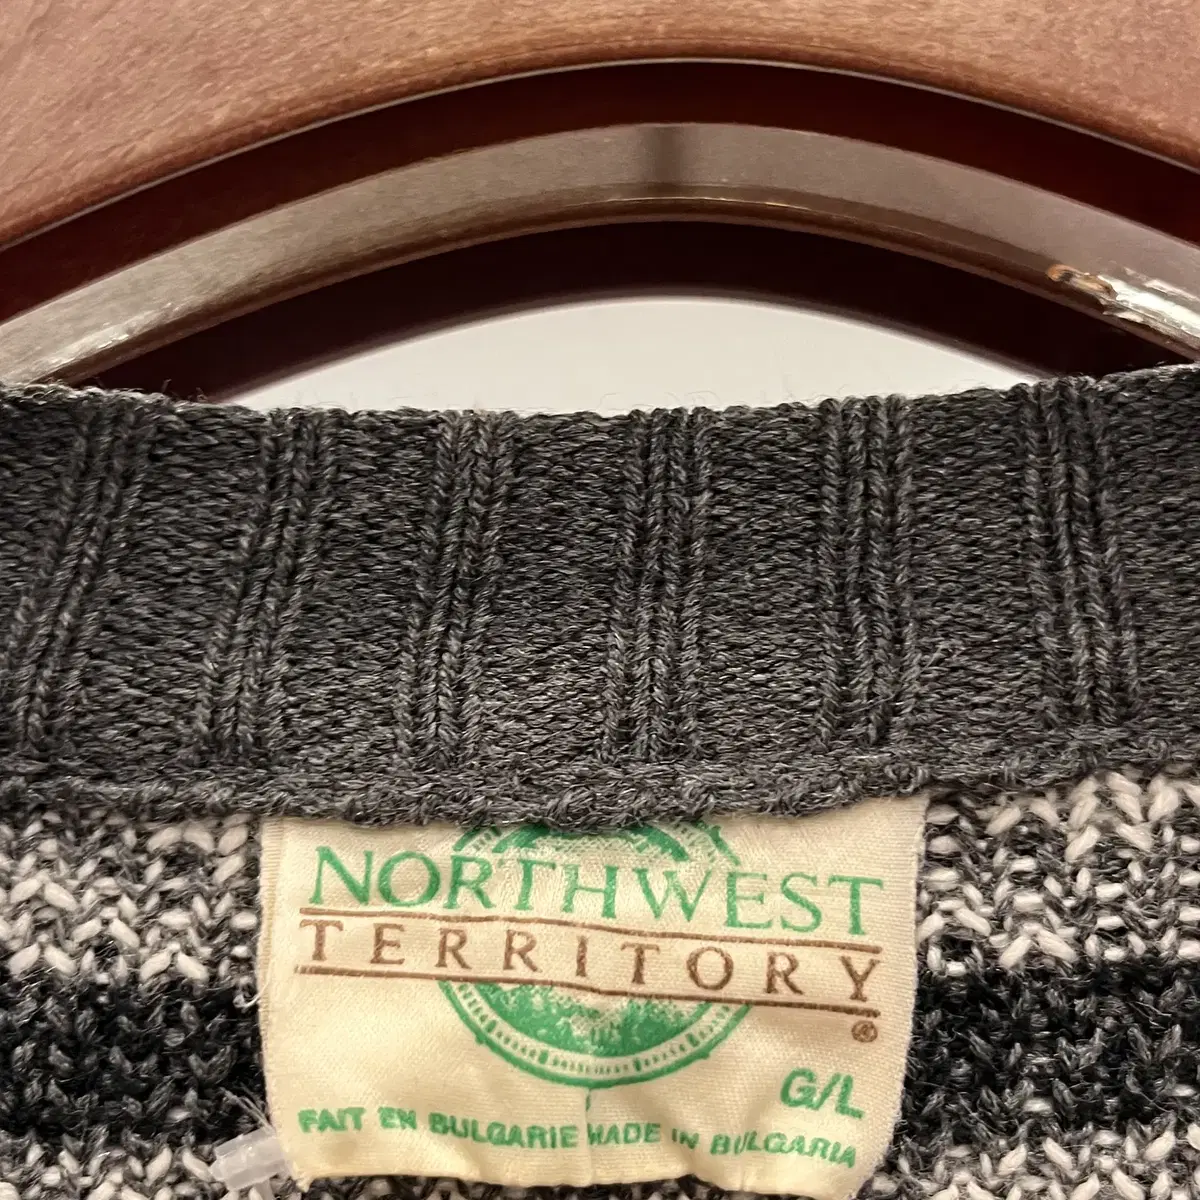 NORTHWEST
TERRITORY
®
G/L
FAIT EN BULGARIE MADE IN BULGARIA